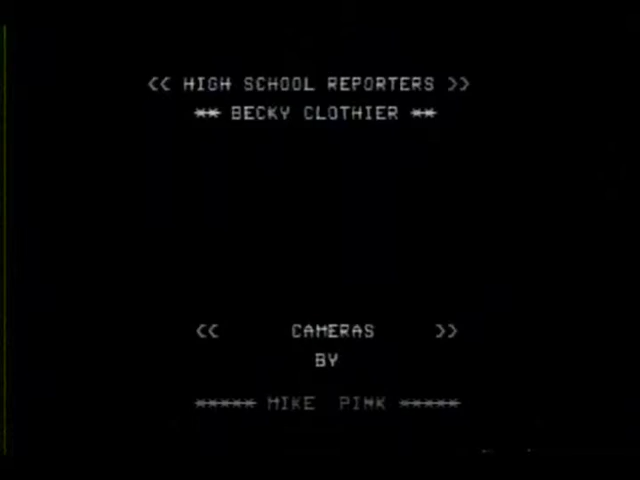 << HIGH SCHOOL REPORTERS >>
** BECKY CLOTHIER **
<< CAMERAS >>
BY
***** MIKE PINK *****